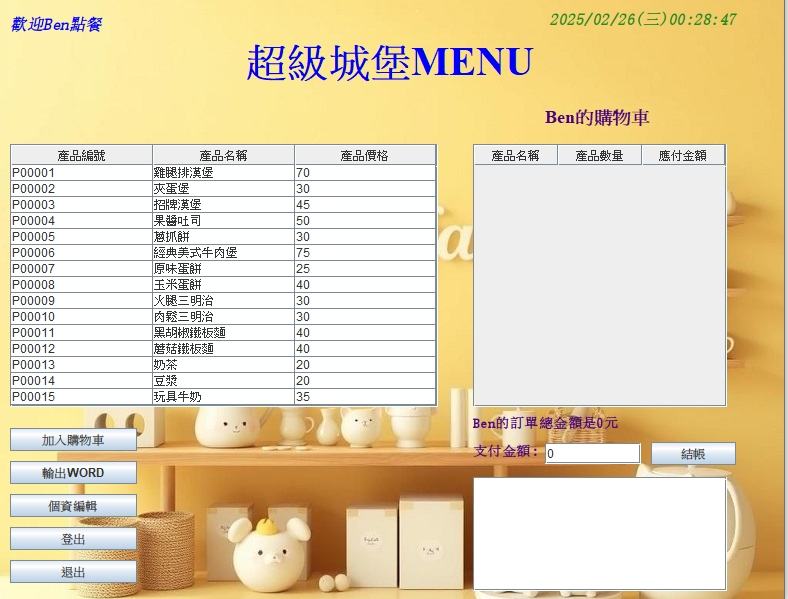 歡迎Ben點餐
2025/02/26(三)00:28:47
超級城堡MENU
Ben的購物車
產品編號 產品名稱 產品價格
P00001 雞腿排漢堡 70
P00002 夾蛋堡 30
P00003 招牌漢堡 45
P00004 果醬吐司 50
P00005 蔥抓餅 30
P00006 經典美式牛肉堡 75
P00007 原味蛋餅 25
P00008 玉米蛋餅 40
P00009 火腿三明治 30
P00010 肉鬆三明治 30
P00011 黑胡椒鐵板麵 40
P00012 蘑菇鐵板麵 40
P00013 奶茶 20
P00014 豆漿 20
P00015 玩具牛奶 35
產品名稱 產品數量 應付金額
Ben的訂單總金額是0元
支付金額: 0 結帳
加入購物車
輸出WORD
個資編輯
登出
退出